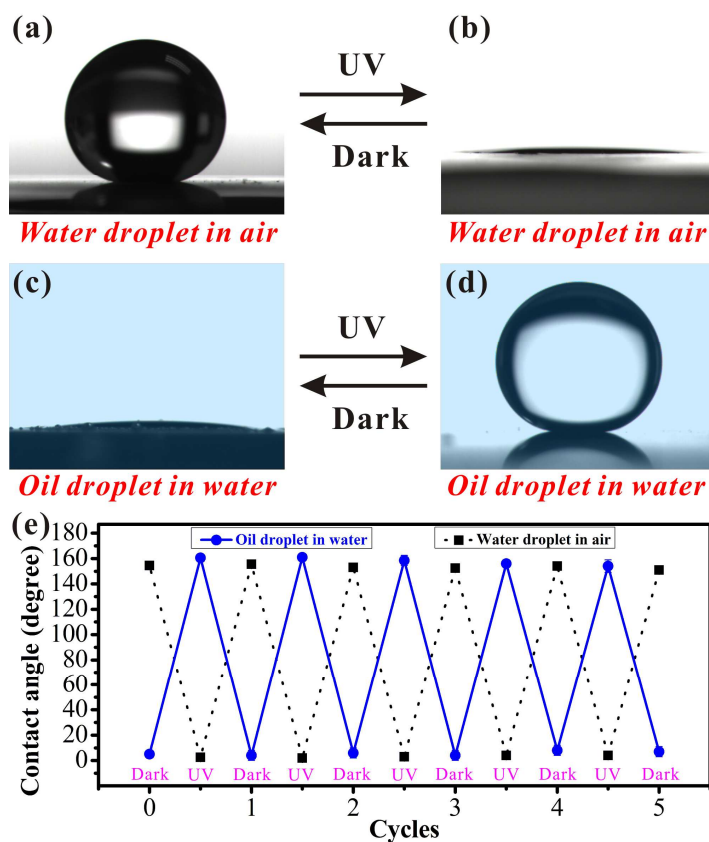 (a)
(b)
UV
Dark
Water droplet in air
Water droplet in air
(c)
(d)
UV
Dark
Oil droplet in water
Oil droplet in water
(e)
Contact angle (degree)
180
160
140
120
100
80
60
40
20
0
Oil droplet in water
Water droplet in air
Dark UV Dark UV Dark UV Dark UV Dark UV Dark
0 1 2 3 4 5
Cycles